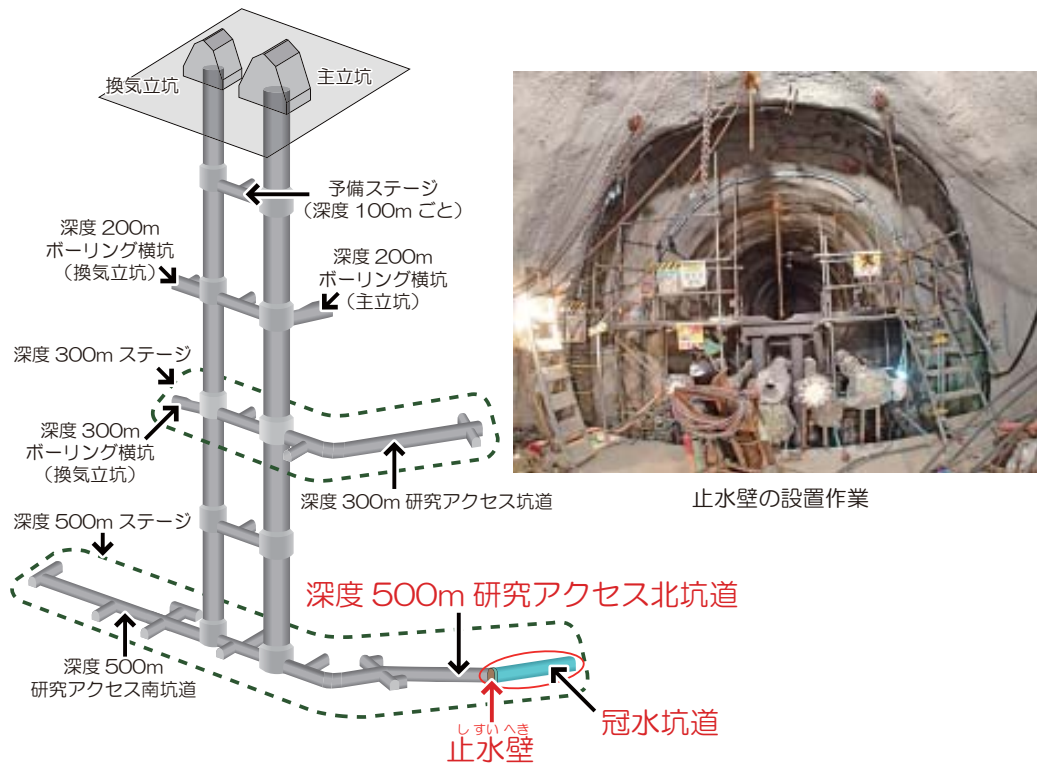 換気立坑
主立坑
予備ステージ
（深度 100m ごと）
深度 200m
ボーリング横坑
（換気立坑）
深度 200m
ボーリング横坑
（主立坑）
深度 300m ステージ
深度 300m
ボーリング横坑
（換気立坑）
深度 300m 研究アクセス坑道
止水壁の設置作業
深度 500m ステージ
深度 500m 研究アクセス北坑道
深度 500m
研究アクセス南坑道
しすいへき
止水壁
冠水坑道